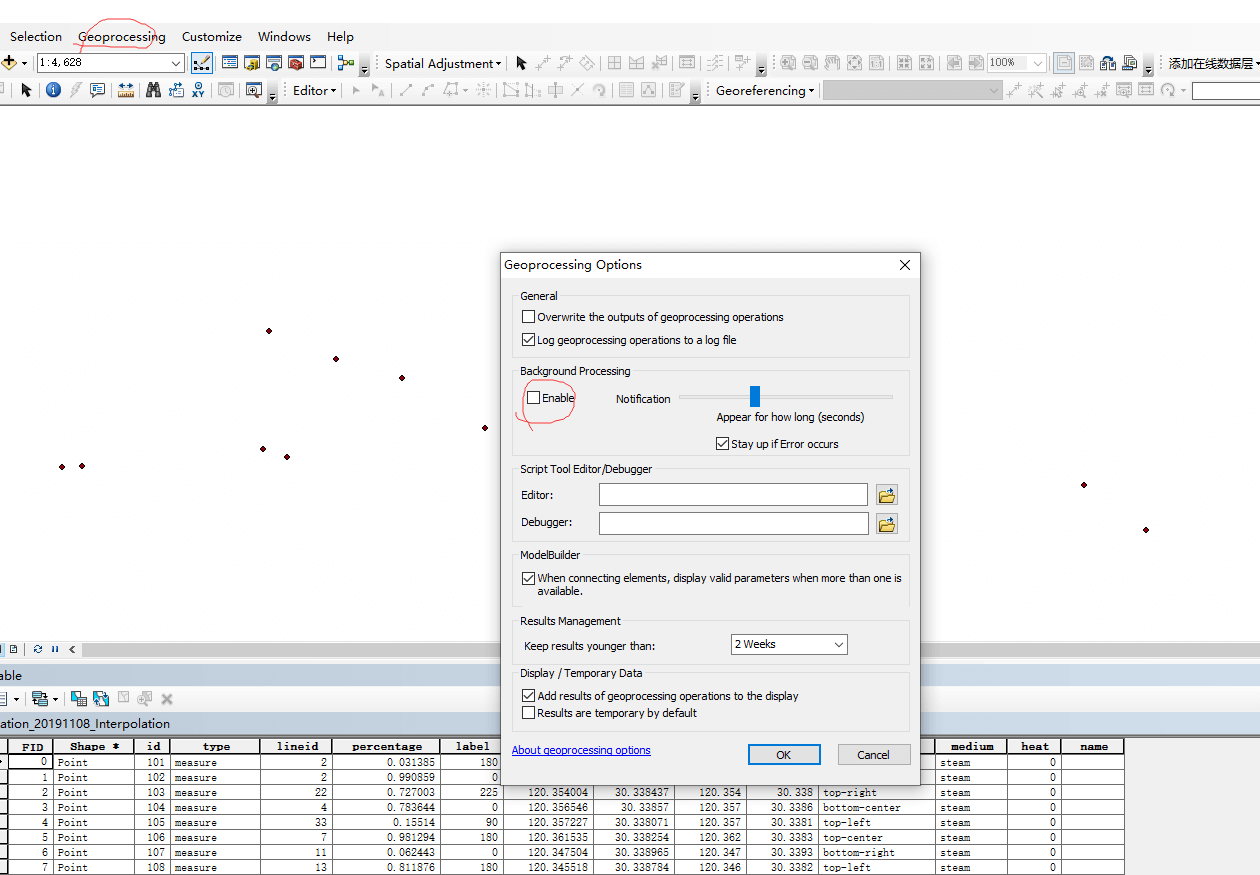 Selection Geoprocessing Customize Windows Help
1:4,628 Spatial Adjustment 100% 添加在线数据层
Editor Georeferencing
Geoprocessing Options
General
Overwrite the outputs of geoprocessing operations
Log geoprocessing operations to a log file
Background Processing
Enable Notification
Appear for how long (seconds)
Stay up if Error occurs
Script Tool Editor/Debugger
Editor:
Debugger:
ModelBuilder
When connecting elements, display valid parameters when more than one is
available.
Results Management
Keep results younger than: 2 Weeks
Display / Temporary Data
Add results of geoprocessing operations to the display
Results are temporary by default
About geoprocessing options OK Cancel
able
ation_20191108_Interpolation
FID Shape * id type lineid percentage label medium heat name
0 Point 101 measure 2 0.031385 180 steam 0
1 Point 102 measure 2 0.990859 0 steam 0
2 Point 103 measure 22 0.727003 225 120.354004 30.338437 120.354 30.338 top-right steam 0
3 Point 104 measure 4 0.783644 0 120.356546 30.33857 120.357 30.3386 bottom-center steam 0
4 Point 105 measure 33 0.15514 90 120.357227 30.338071 120.357 30.3381 top-left steam 0
5 Point 106 measure 7 0.981294 180 120.361535 30.338254 120.362 30.3383 top-center steam 0
6 Point 107 measure 11 0.062443 0 120.347504 30.338965 120.347 30.3393 bottom-right steam 0
7 Point 108 measure 13 0.811876 180 120.345518 30.338784 120.346 30.3382 top-left steam 0